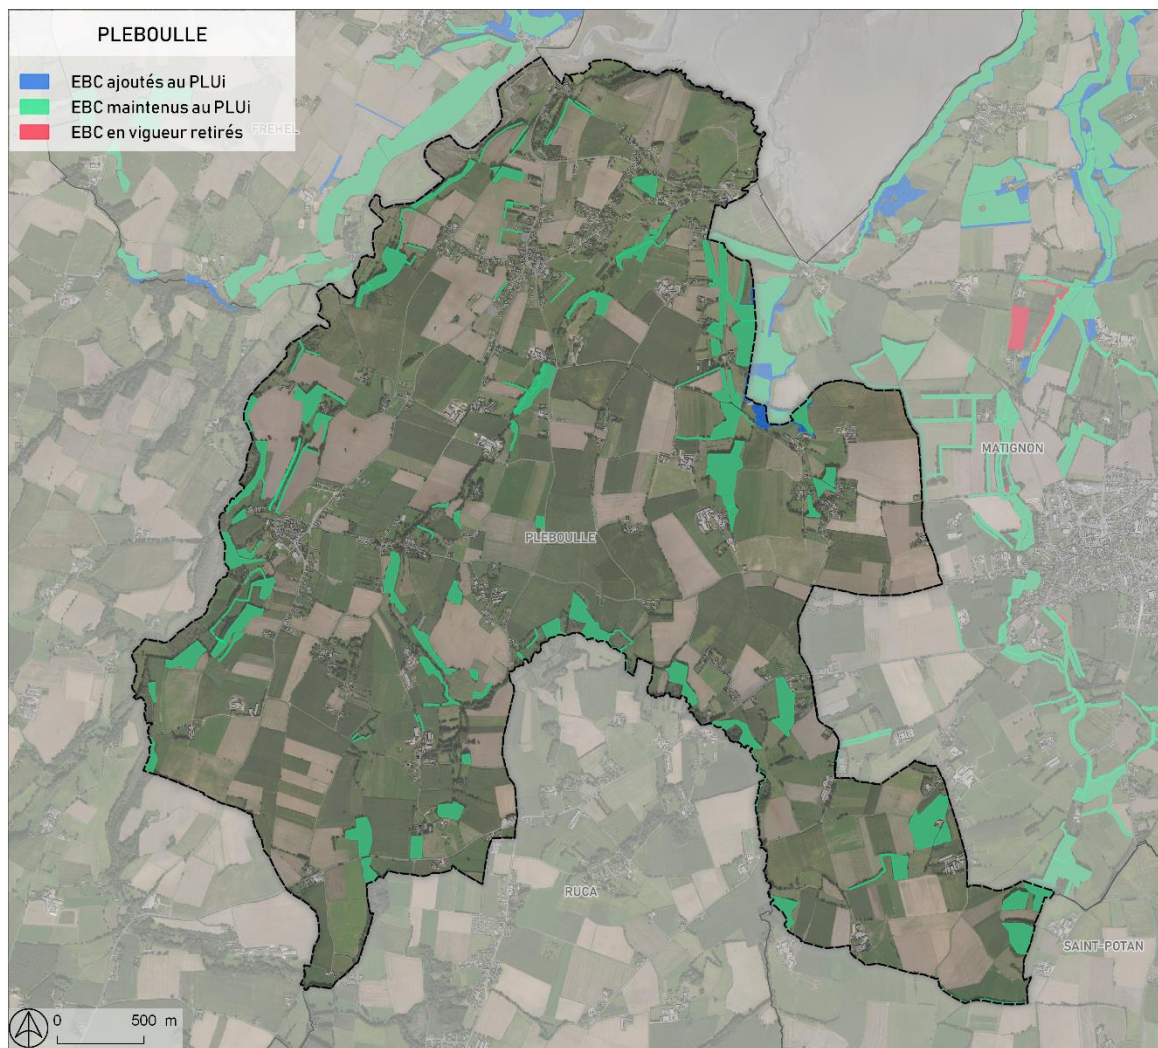 PLEBOULLE
EBC ajoutés au PLUi
EBC maintenus au PLUi
EBC en vigueur retirés
FREHEL
MATIGNON
PLEBOULLE
RUCA
SAINT-POTAN
0 500 m